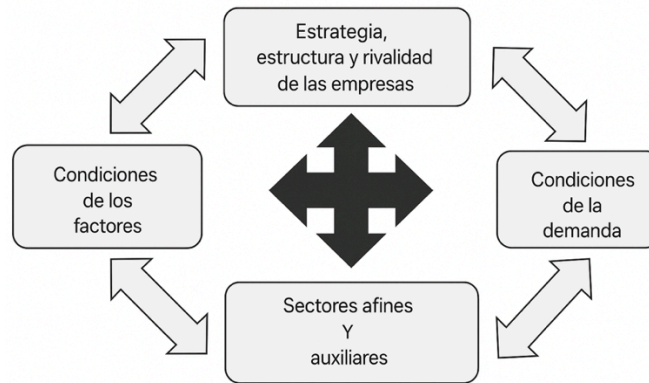 Estrategia,
estructura y rivalidad
de las empresas
Condiciones
de los
factores
Condiciones
de la
demanda
Sectores afines
Y
auxiliares